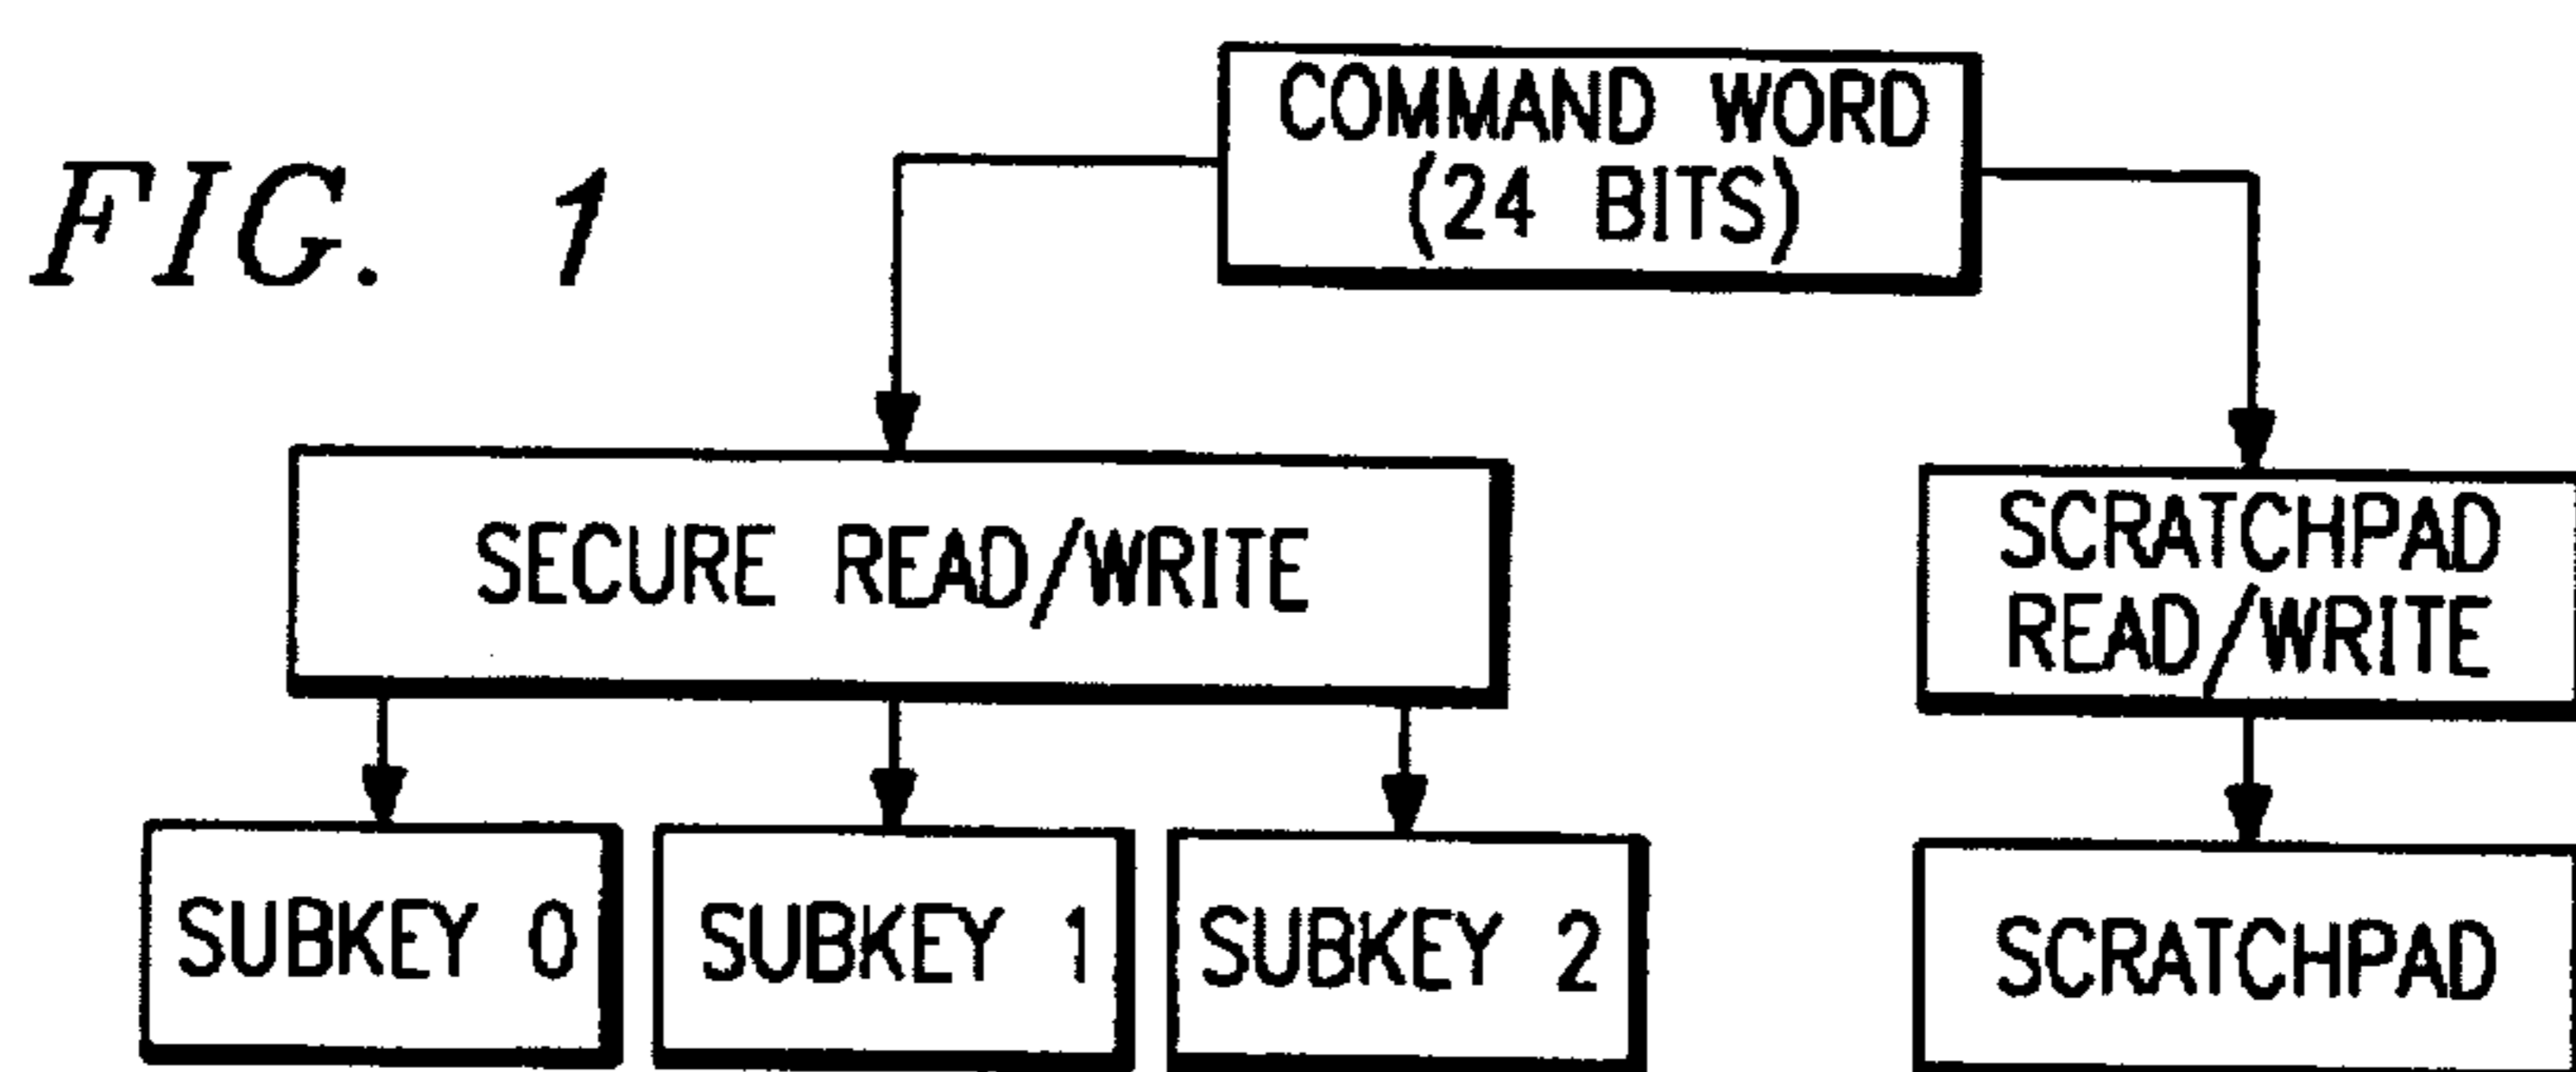 FIG. 1
COMMAND WORD
(24 BITS)
SECURE READ/WRITE
SCRATCHPAD
READ/WRITE
SUBKEY 0
SUBKEY 1
SUBKEY 2
SCRATCHPAD